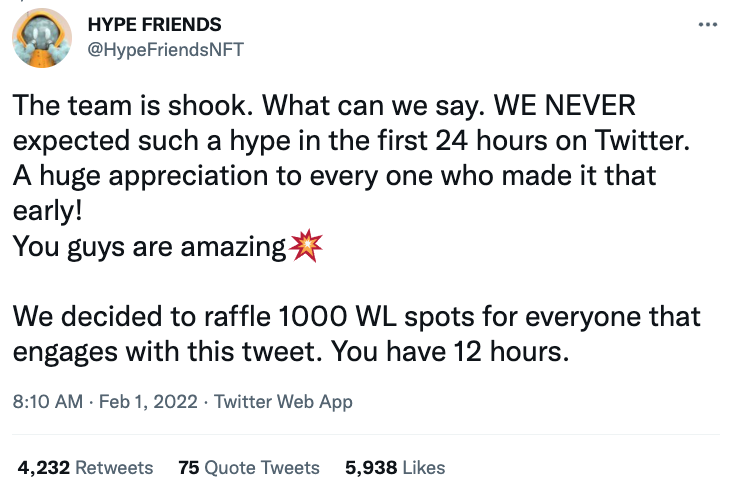 HYPE FRIENDS
@HypeFriendsNFT
The team is shook. What can we say. WE NEVER
expected such a hype in the first 24 hours on Twitter.
A huge appreciation to every one who made it that
early!
You guys are amazing💥
We decided to raffle 1000 WL spots for everyone that
engages with this tweet. You have 12 hours.
8:10 AM · Feb 1, 2022 · Twitter Web App
4,232 Retweets 75 Quote Tweets 5,938 Likes